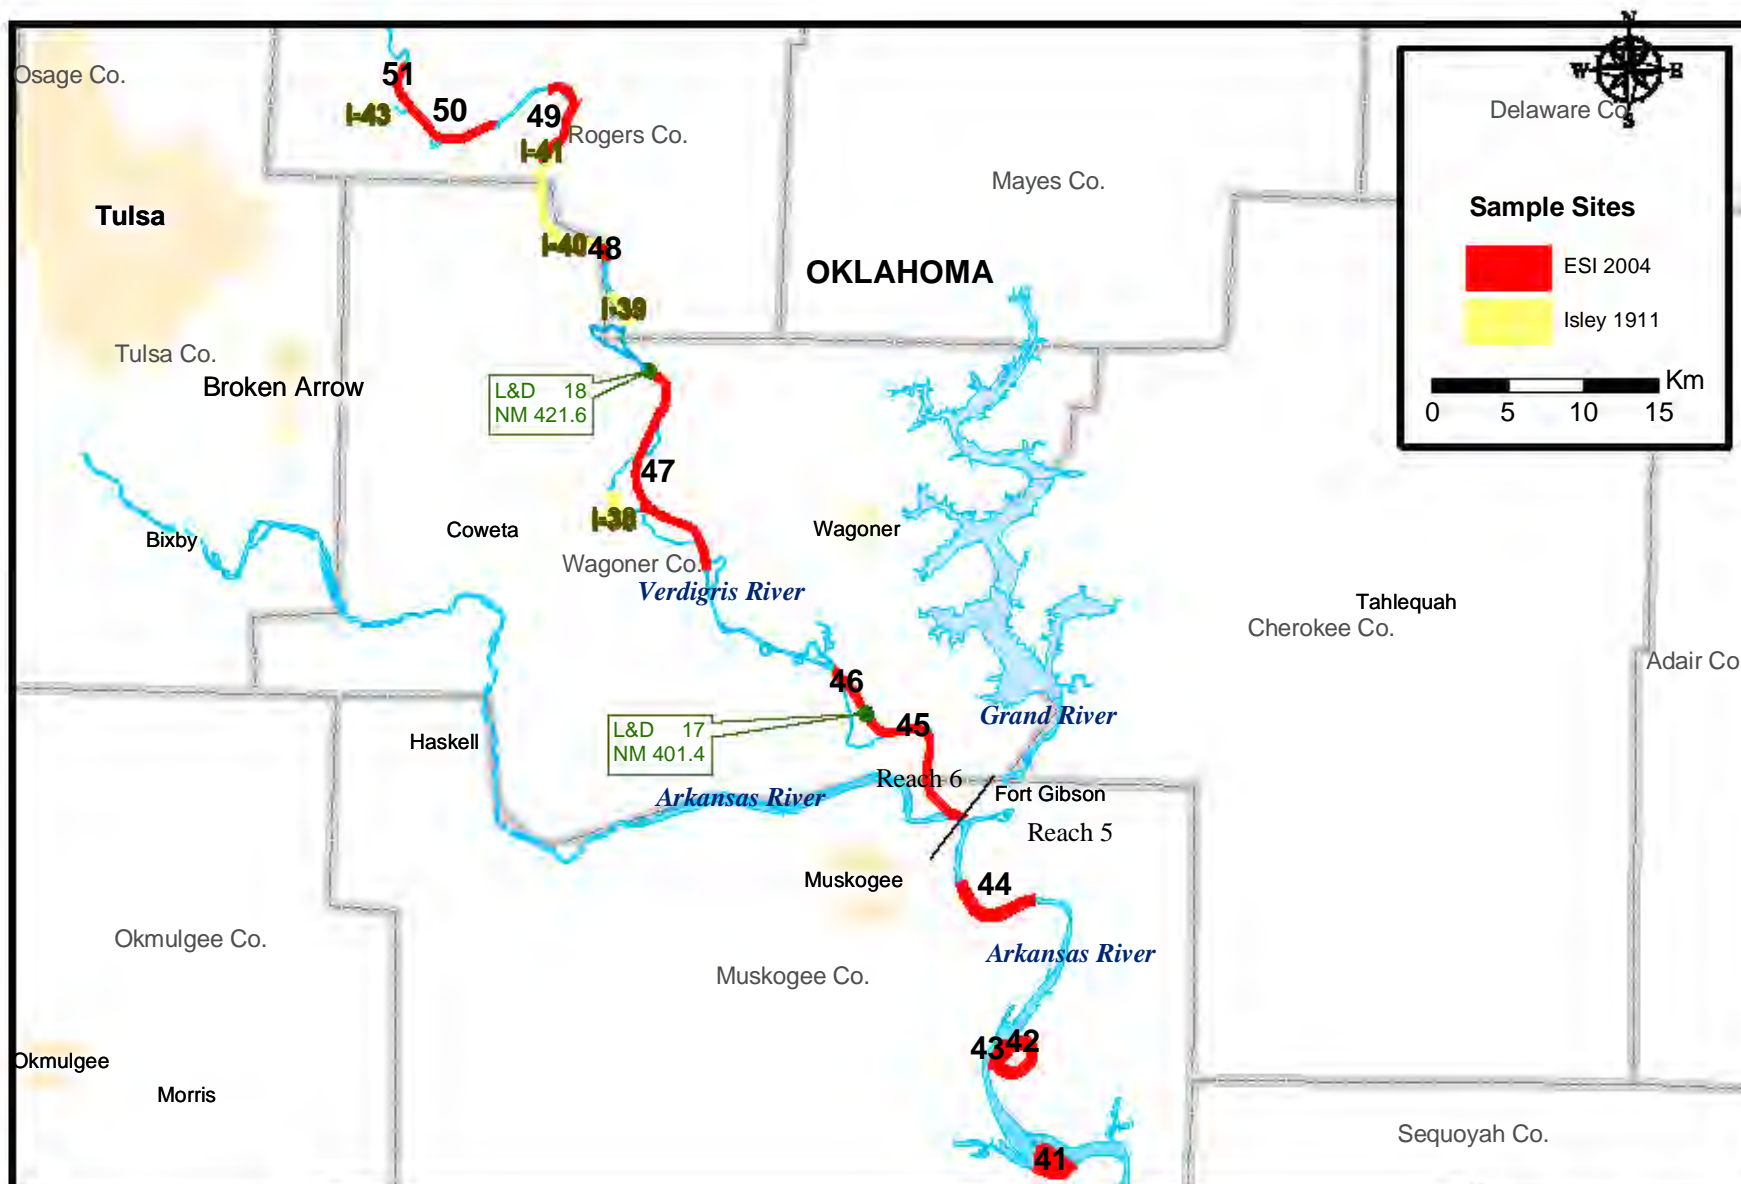 N
W E
S
Osage Co.
51
I-43
50
49
Rogers Co.
I-41
Delaware Co.
Mayes Co.
Tulsa
I-40
48
OKLAHOMA
I-39
Sample Sites
ESI 2004
Isley 1911
Km
0 5 10 15
Tulsa Co.
Broken Arrow
L&D 18
NM 421.6
47
I-38
Bixby
Coweta
Wagoner
Wagoner Co.
Verdigris River
Tahlequah
Cherokee Co.
Adair Co
46
45
Grand River
L&D 17
NM 401.4
Haskell
Reach 6
Arkansas River
Fort Gibson
Reach 5
Muskogee
44
Okmulgee Co.
Arkansas River
Muskogee Co.
43
42
Okmulgee
Morris
Sequoyah Co.
41